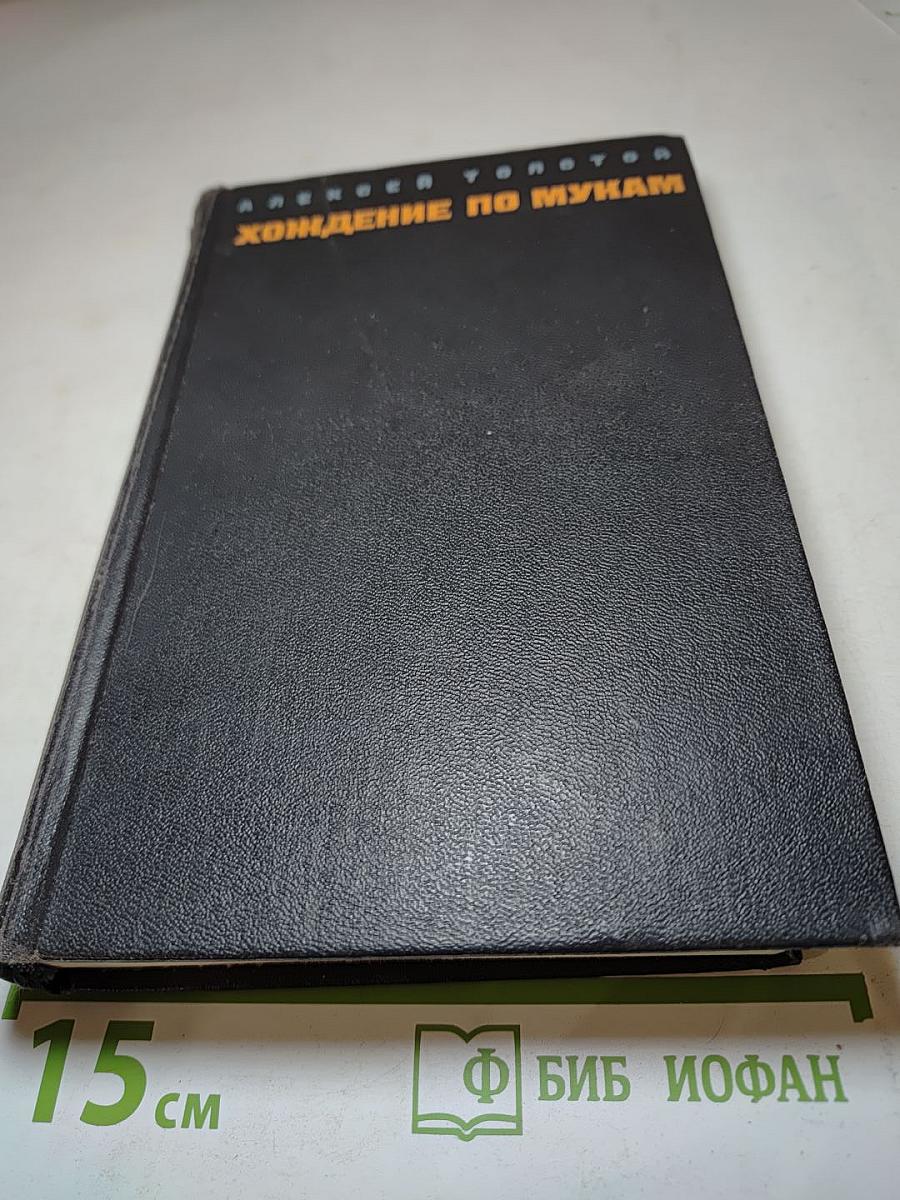 АЛЕКСЕЙ ТОЛСТОЙ
ХОЖДЕНИЕ ПО МУКАМ
15 см
Ф БИБ ИОФАН